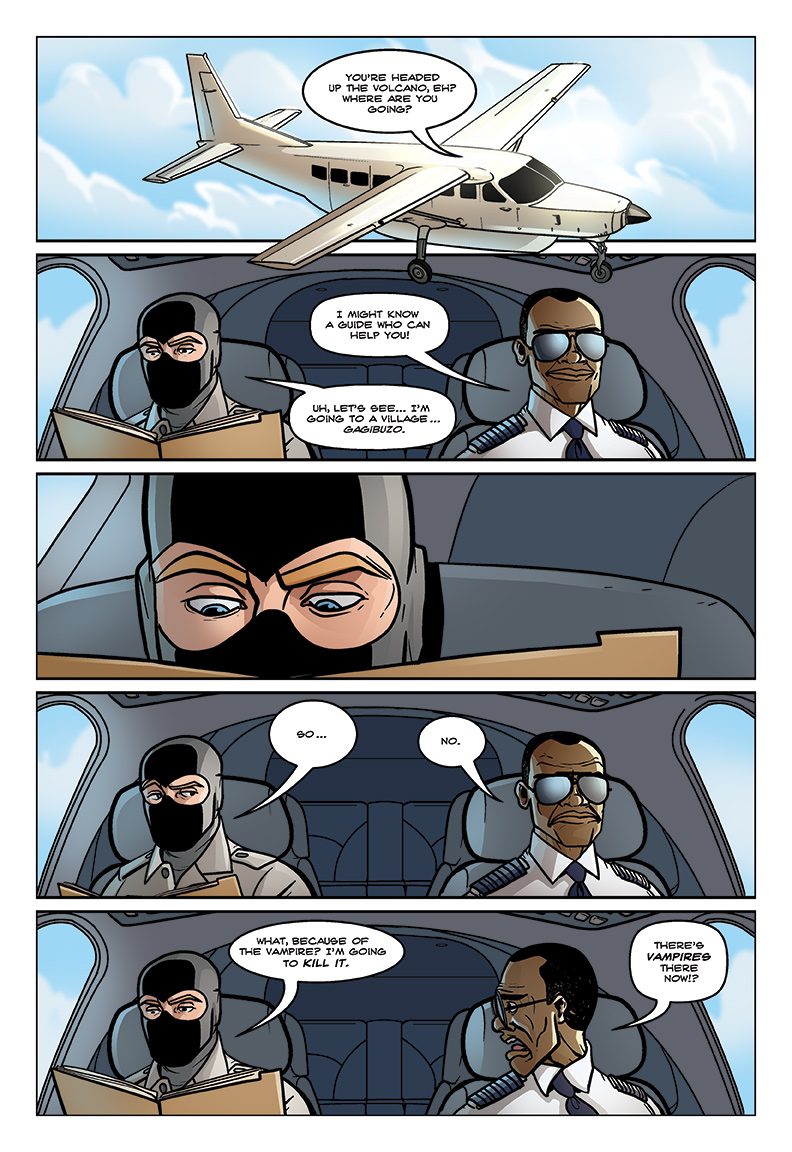 YOU'RE HEADED
UP THE VOLCANO, EH?
WHERE ARE YOU
GOING?
I MIGHT KNOW
A GUIDE WHO CAN
HELP YOU!
UH, LET'S SEE... I'M
GOING TO A VILLAGE...
GAGIBUZO.
SO...
NO.
WHAT, BECAUSE OF
THE VAMPIRE? I'M GOING
TO KILL IT.
THERE'S
VAMPIRES
THERE
NOW!?